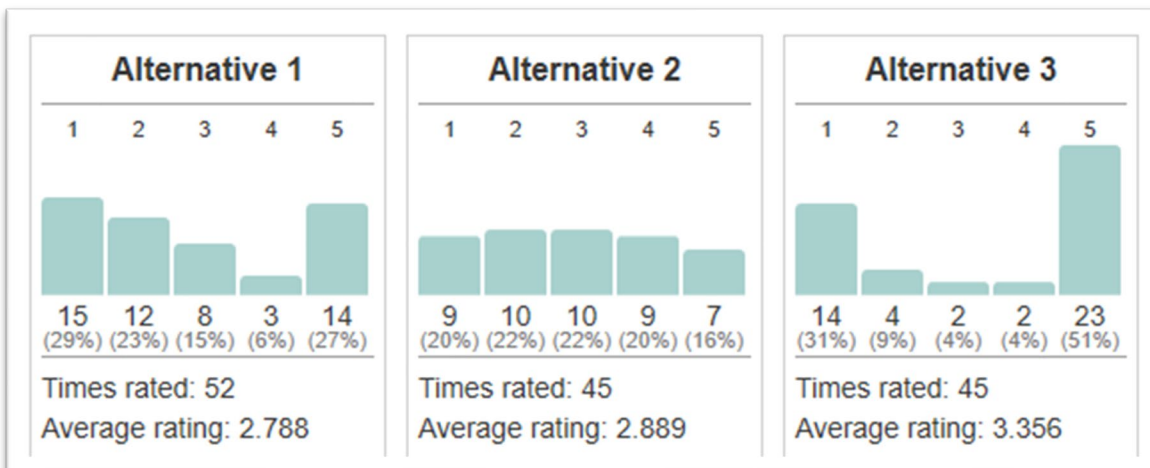 Alternative 1
1 2 3 4 5
15 12 8 3 14
(29%) (23%) (15%) (6%) (27%)
Times rated: 52
Average rating: 2.788
Alternative 2
1 2 3 4 5
9 10 10 9 7
(20%) (22%) (22%) (20%) (16%)
Times rated: 45
Average rating: 2.889
Alternative 3
1 2 3 4 5
14 4 2 2 23
(31%) (9%) (4%) (4%) (51%)
Times rated: 45
Average rating: 3.356